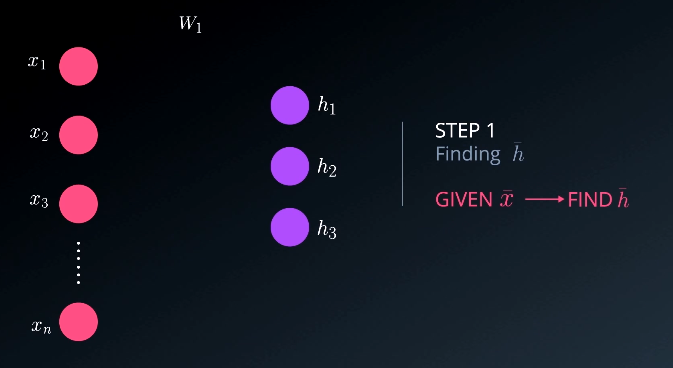 W₁
x₁
x₂
x₃
xₙ
h₁
h₂
h₃
STEP 1
Finding h̄
GIVEN x̄ → FIND h̄